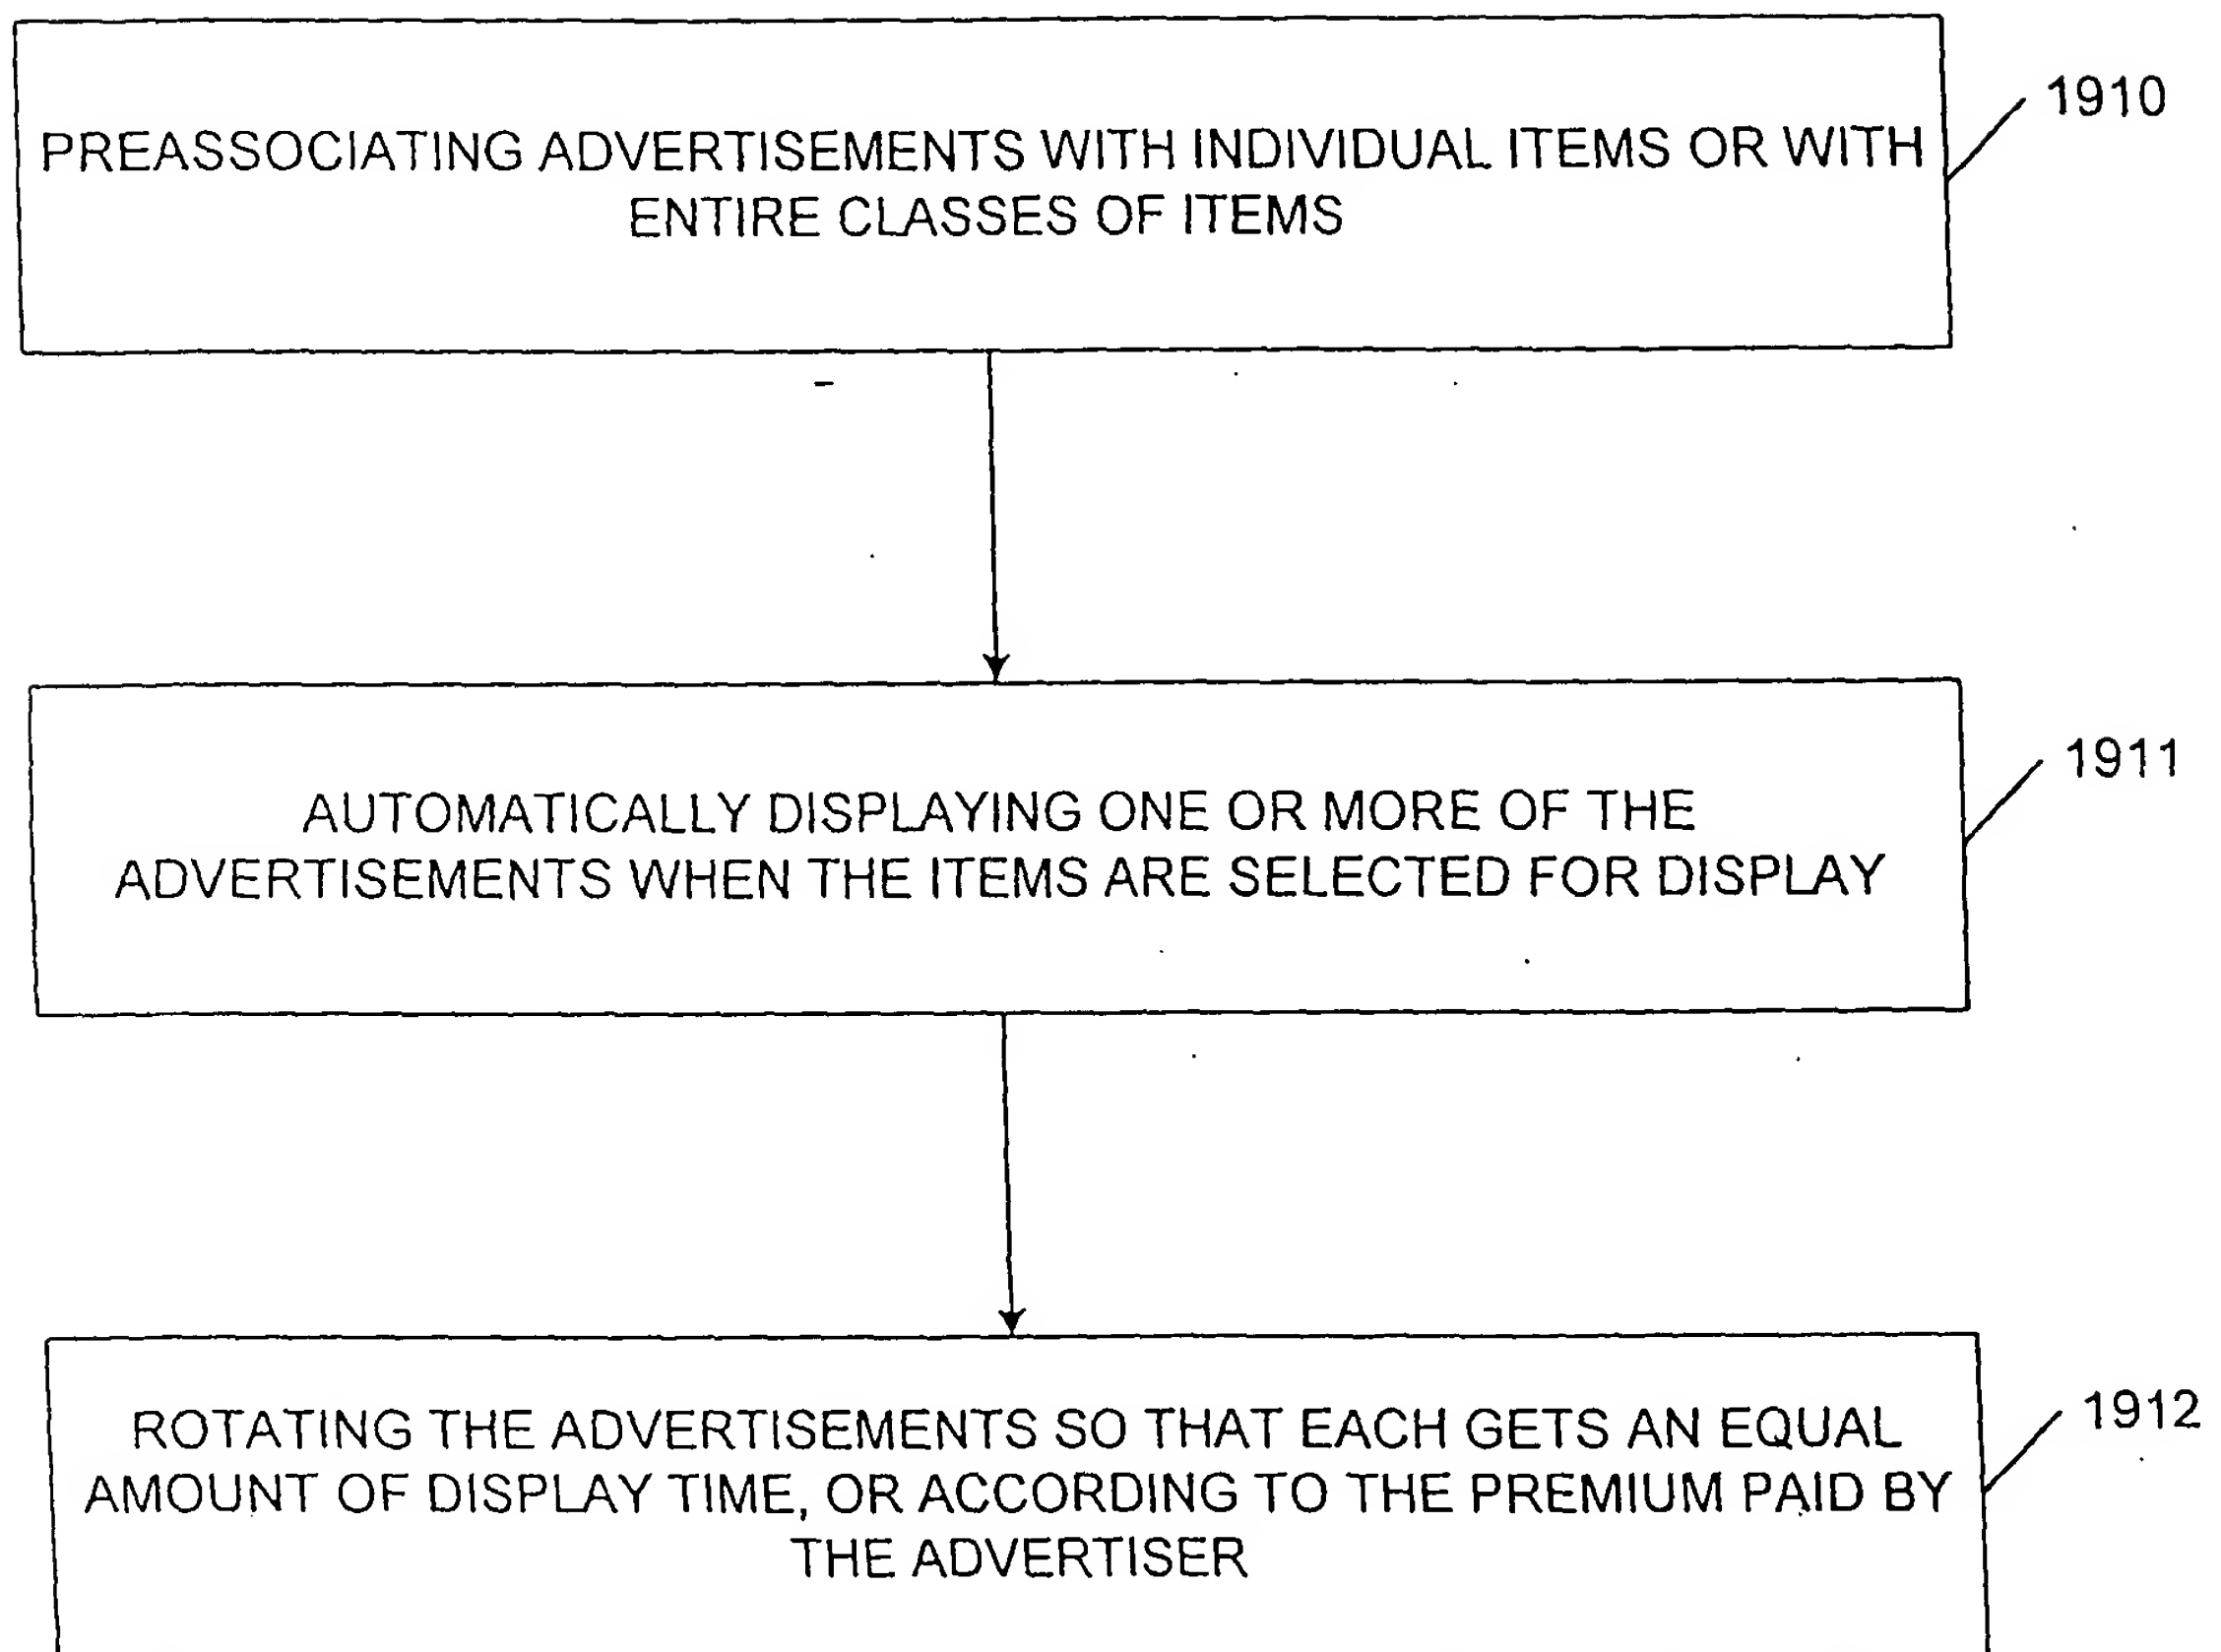 1910
PREASSOCIATING ADVERTISEMENTS WITH INDIVIDUAL ITEMS OR WITH
ENTIRE CLASSES OF ITEMS
1911
AUTOMATICALLY DISPLAYING ONE OR MORE OF THE
ADVERTISEMENTS WHEN THE ITEMS ARE SELECTED FOR DISPLAY
1912
ROTATING THE ADVERTISEMENTS SO THAT EACH GETS AN EQUAL
AMOUNT OF DISPLAY TIME, OR ACCORDING TO THE PREMIUM PAID BY
THE ADVERTISER